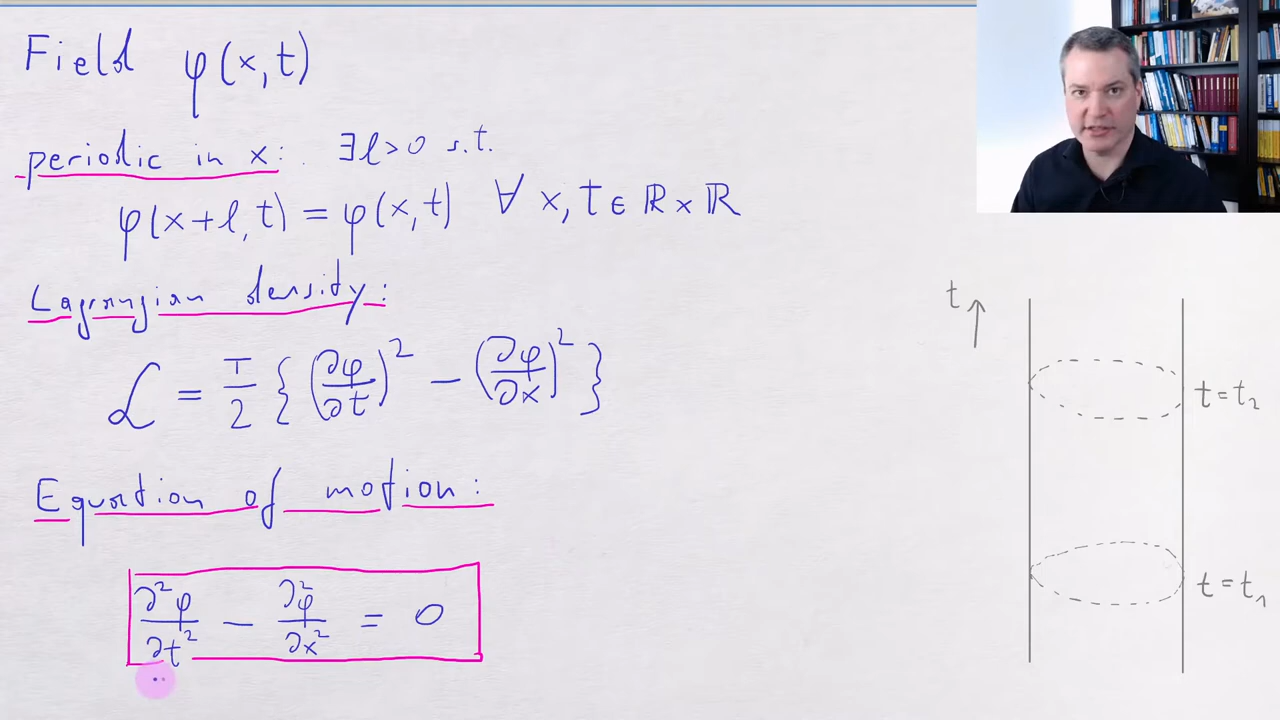 Field φ(x,t)
periodic in x: ∃ℓ>0 s.t.
φ(x+ℓ,t) = φ(x,t) ∀ x,t ∈ ℝ×ℝ
Lagrangian density:
ℒ = T/2 { (∂φ/∂t)² − (∂φ/∂x)² }
Equation of motion:
∂²φ/∂t² − ∂²φ/∂x² = 0
t
t=t₂
t=t₁